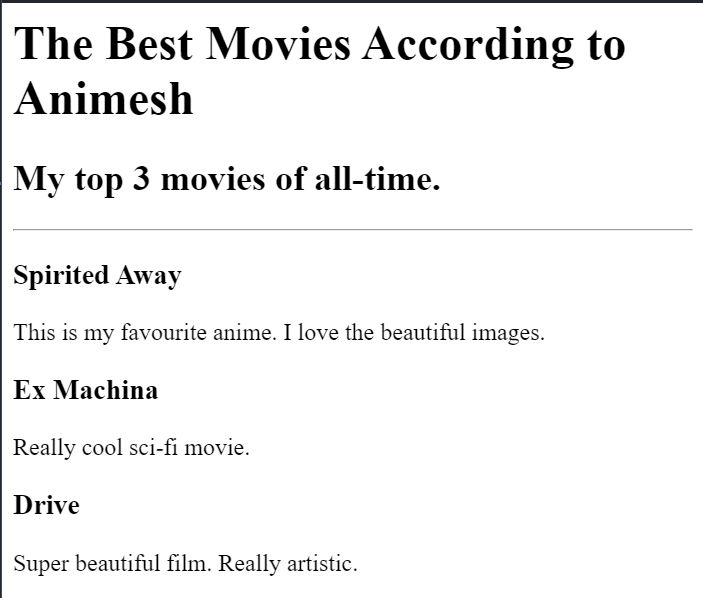 The Best Movies According to
Animesh
My top 3 movies of all-time.
Spirited Away
This is my favourite anime. I love the beautiful images.
Ex Machina
Really cool sci-fi movie.
Drive
Super beautiful film. Really artistic.